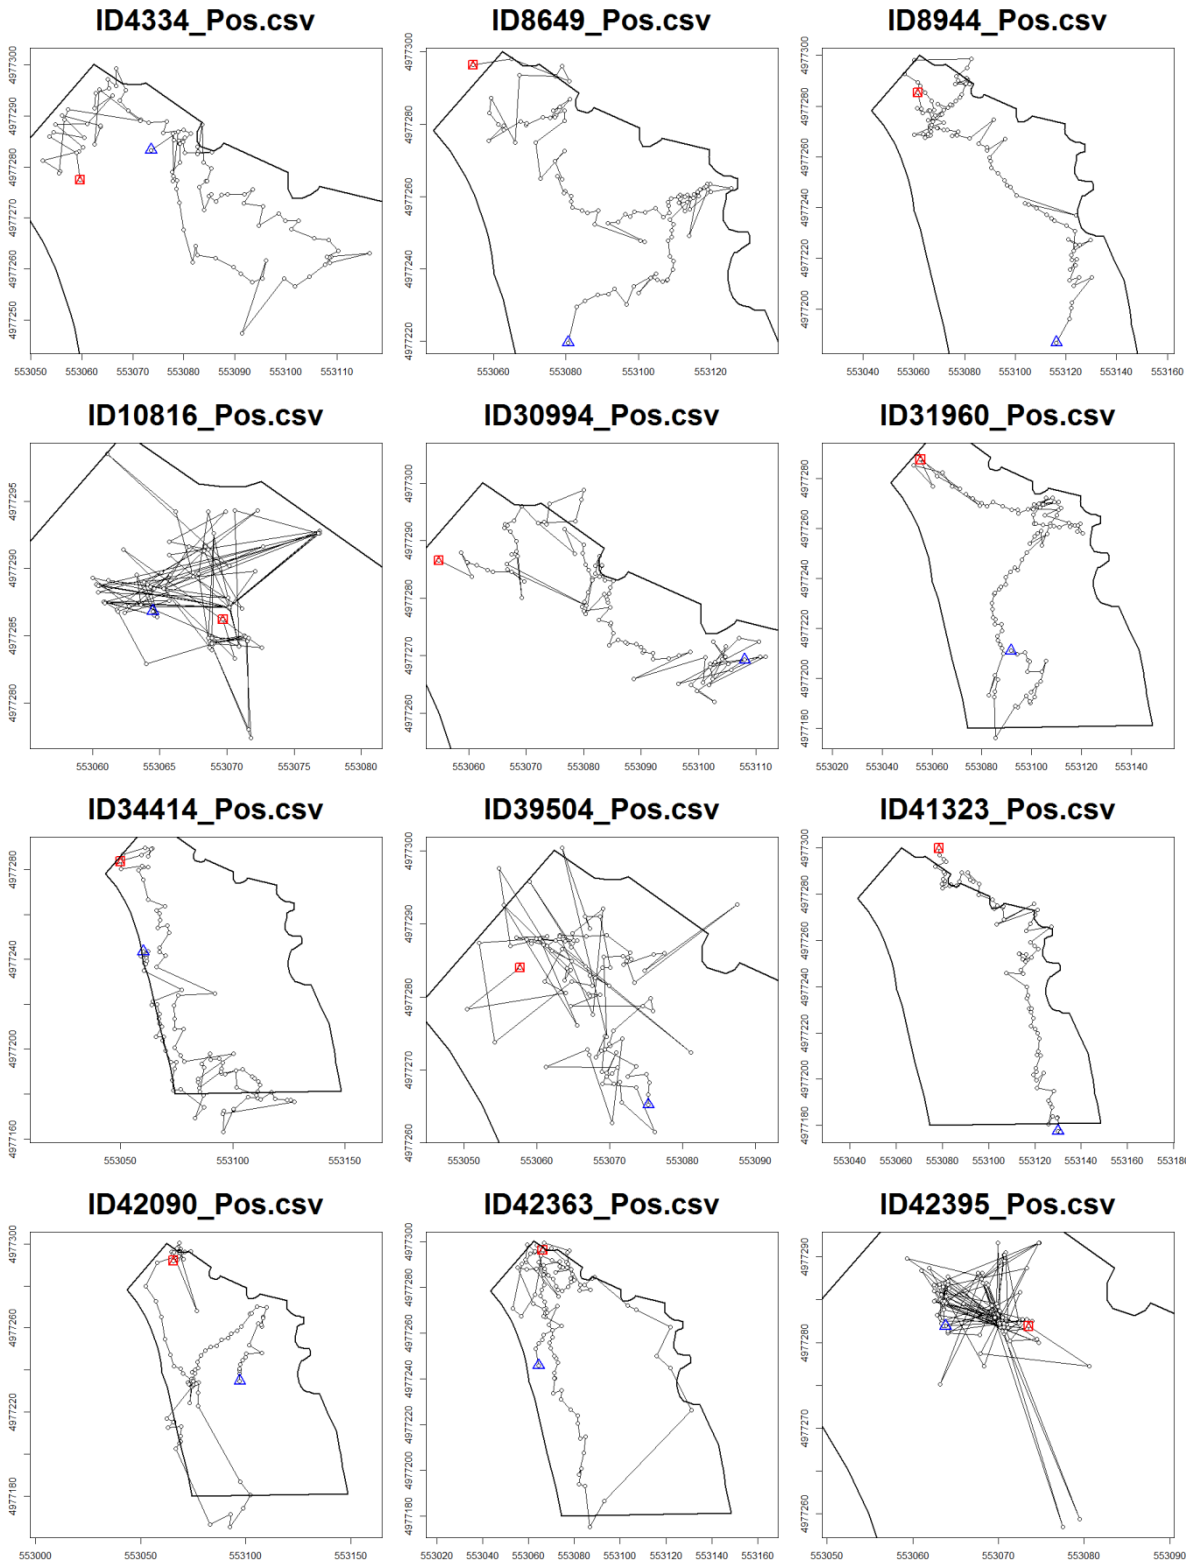 ID4334_Pos.csv ID8649_Pos.csv ID8944_Pos.csv
4977300 4977290 4977280 4977270 4977260 4977250
553050 553060 553070 553080 553090 553100 553110
4977300 4977280 4977260 4977240 4977220
553060 553080 553100 553120
4977300 4977280 4977260 4977240 4977220 4977200
553040 553060 553080 553100 553120 553140 553160
ID10816_Pos.csv ID30994_Pos.csv ID31960_Pos.csv
4977295 4977290 4977285 4977280
553060 553065 553070 553075 553080
4977300 4977290 4977280 4977270 4977260
553060 553070 553080 553090 553100 553110
4977280 4977260 4977240 4977220 4977200 4977180
553020 553040 553060 553080 553100 553120 553140
ID34414_Pos.csv ID39504_Pos.csv ID41323_Pos.csv
4977280 4977240 4977200 4977160
553050 553100 553150
4977300 4977290 4977280 4977270 4977260
553050 553060 553070 553080 553090
4977300 4977280 4977260 4977240 4977220 4977200 4977180
553040 553060 553080 553100 553120 553140 553160 553180
ID42090_Pos.csv ID42363_Pos.csv ID42395_Pos.csv
4977300 4977260 4977220 4977180
553000 553050 553100 553150
4977300 4977280 4977260 4977240 4977220 4977200 4977180
553020 553040 553060 553080 553100 553120 553140 553160
4977290 4977280 4977270 4977260
553050 553060 553070 553080 553090